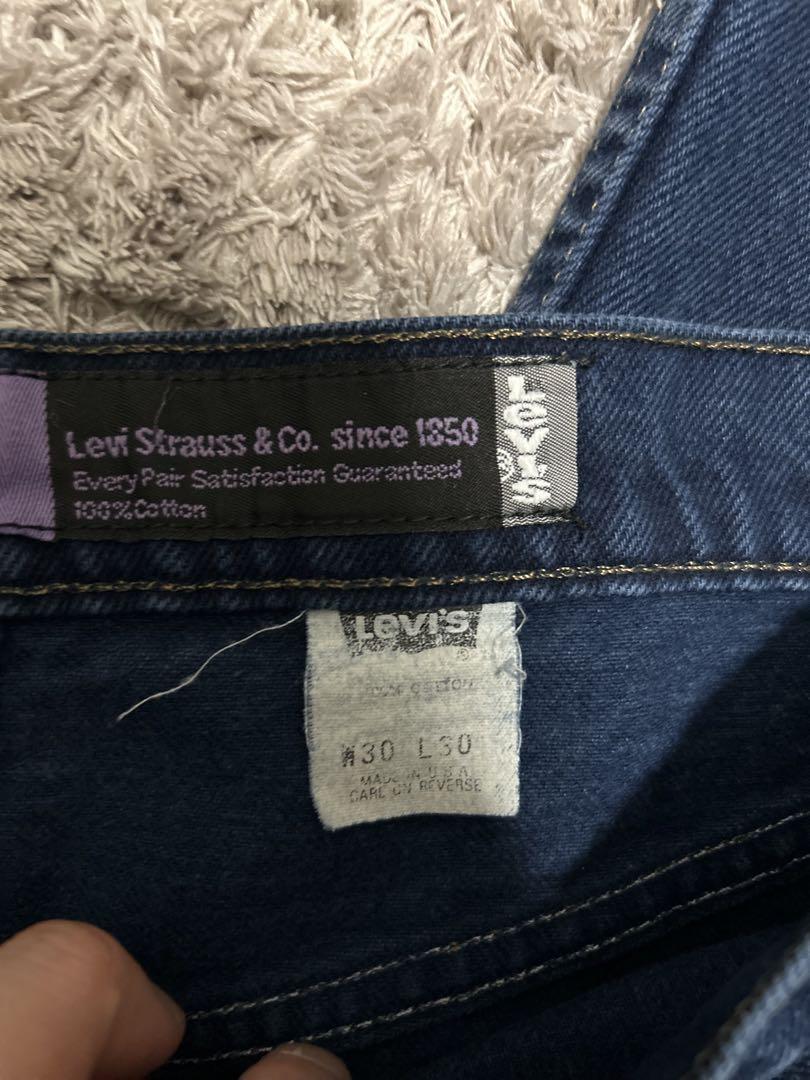 Levi Strauss & Co. since 1850
Every Pair Satisfaction Guaranteed
100% Cotton
Levi's®
Levi's
®
COTTON
W30 L30
MADE IN U S A
CARE ON REVERSE